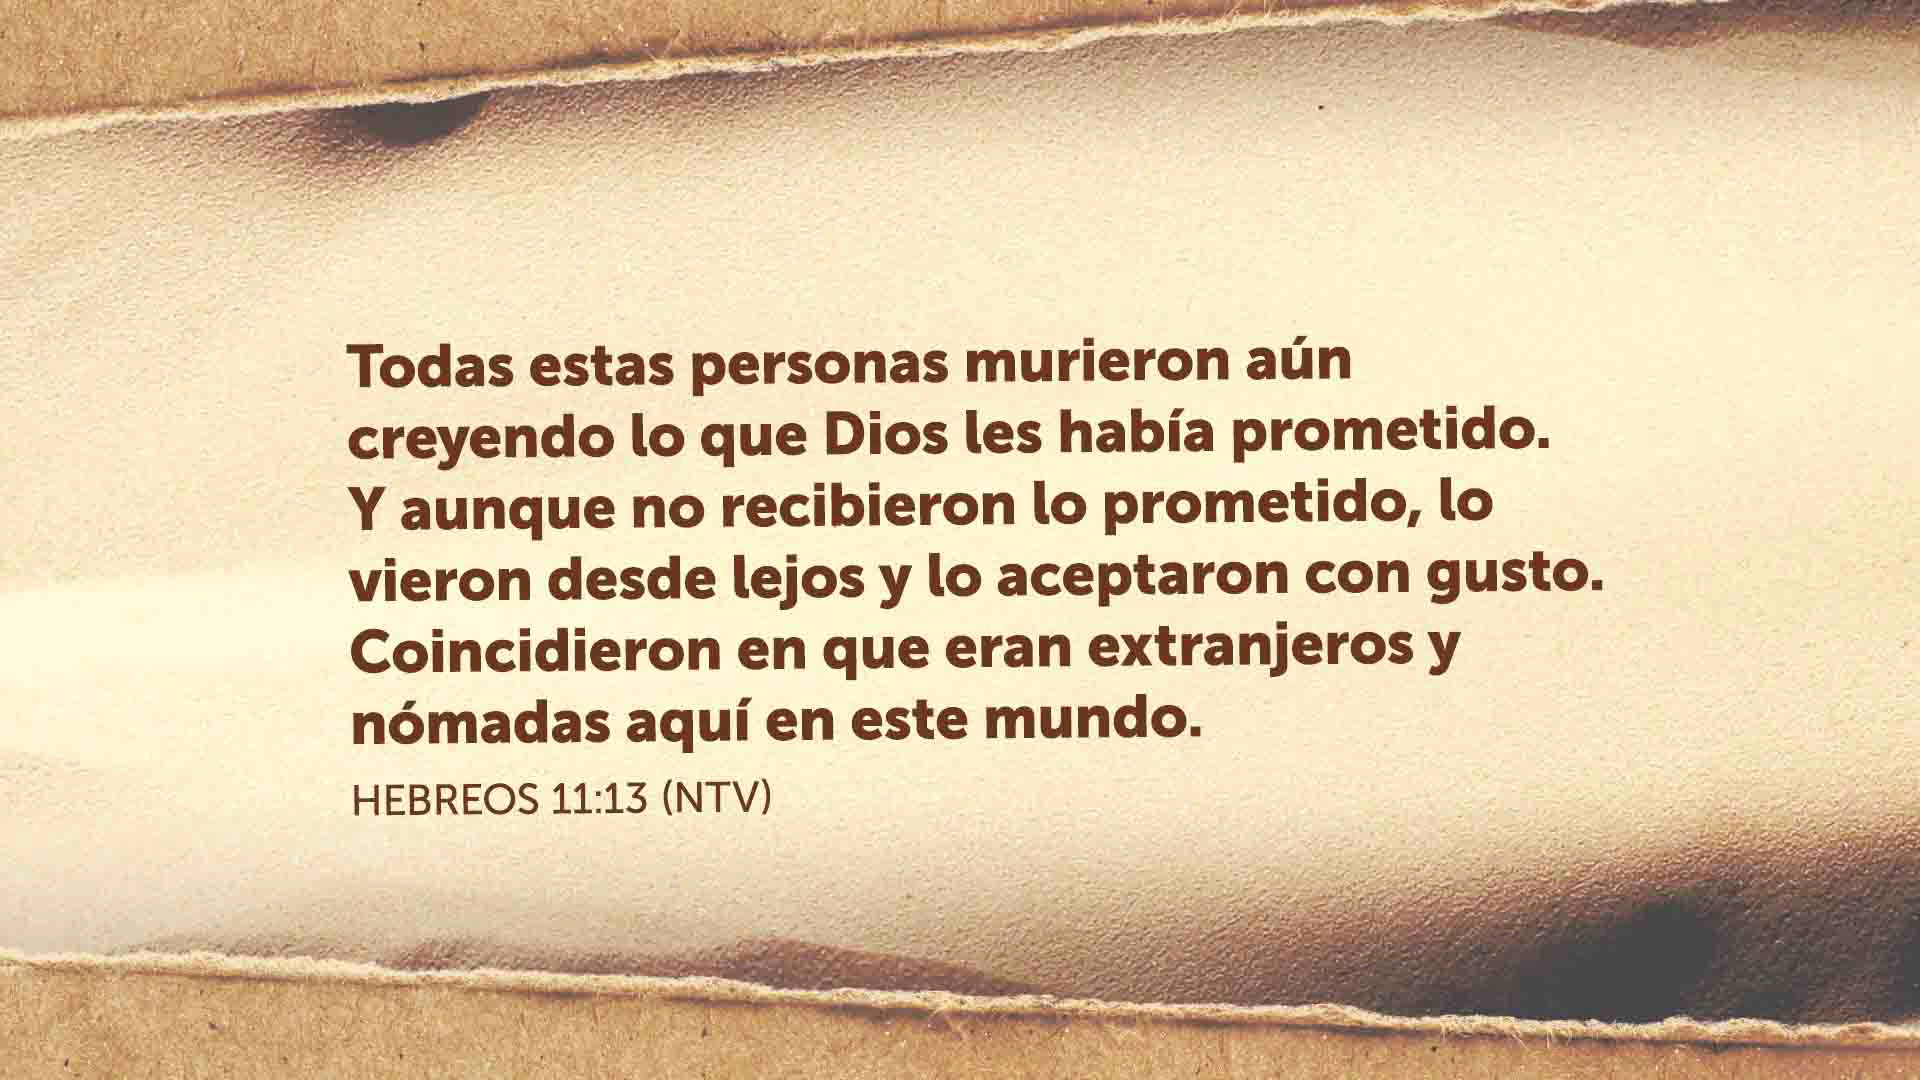 Todas estas personas murieron aún
creyendo lo que Dios les había prometido.
Y aunque no recibieron lo prometido, lo
vieron desde lejos y lo aceptaron con gusto.
Coincidieron en que eran extranjeros y
nómadas aquí en este mundo.
HEBREOS 11:13 (NTV)